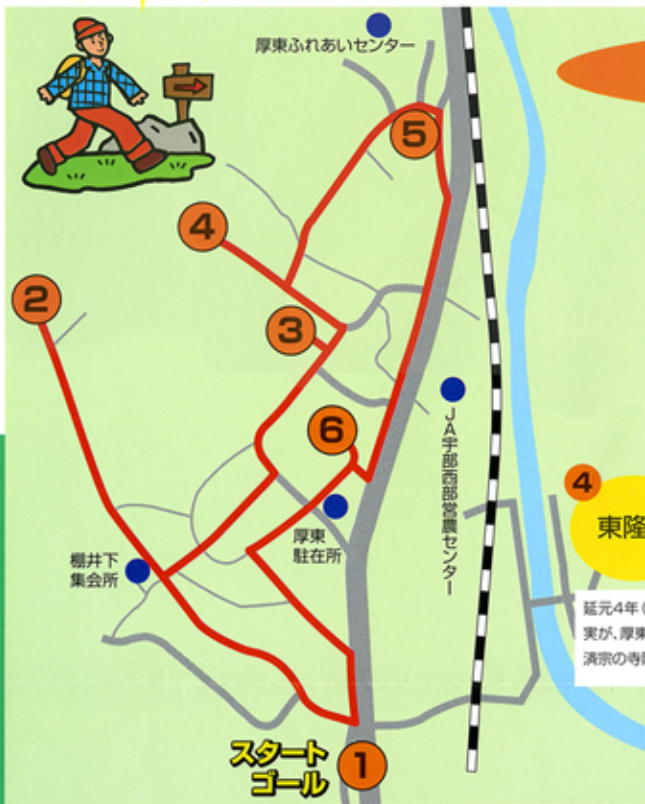 厚東ふれあいセンター
5
4
2
3
6
JA宇部西部営農センター
4
東隆
厚東
駐在所
棚井下
集会所
延元4年(
実が、厚東
済宗の寺院
スタート
ゴール
1